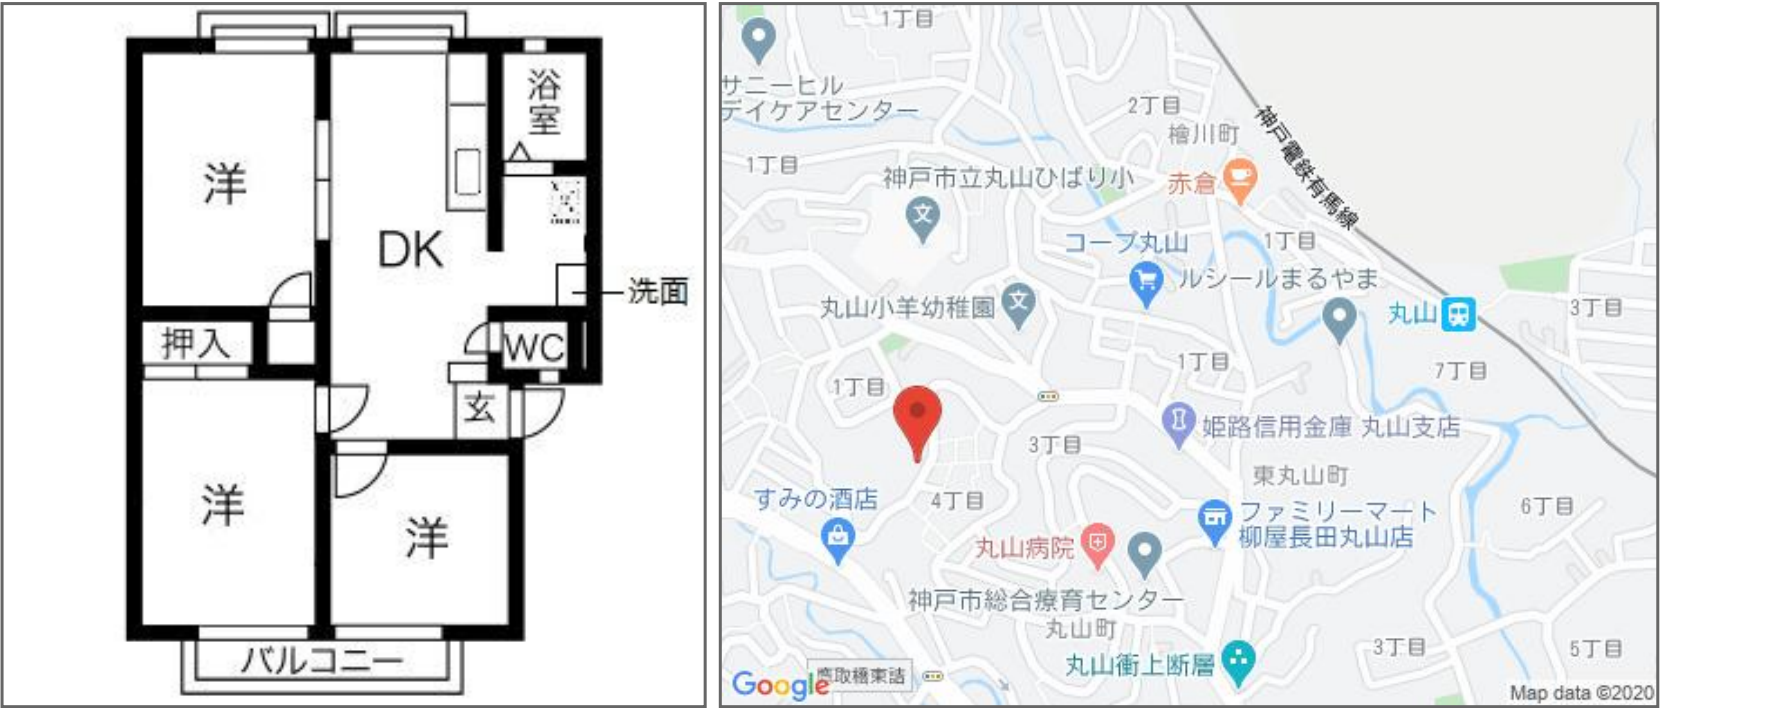 浴
室
洋
DK
洗面
押入
WC
玄
洋
洋
バルコニー
1丁目
サニーヒル
デイケアセンター
2丁目
檜川町
神戸電鉄有馬線
1丁目
神戸市立丸山ひばり小
赤倉
文
コープ丸山
1丁目
ルシールまるやま
丸山小羊幼稚園
文
丸山
3丁目
1丁目
7丁目
1丁目
3丁目
姫路信用金庫 丸山支店
東丸山町
すみの酒店
4丁目
ファミリーマート
柳屋長田丸山店
6丁目
丸山病院
神戸市総合療育センター
丸山町
3丁目
5丁目
丸山衝上断層
鷹取橋東詰
Google
Map data ©2020